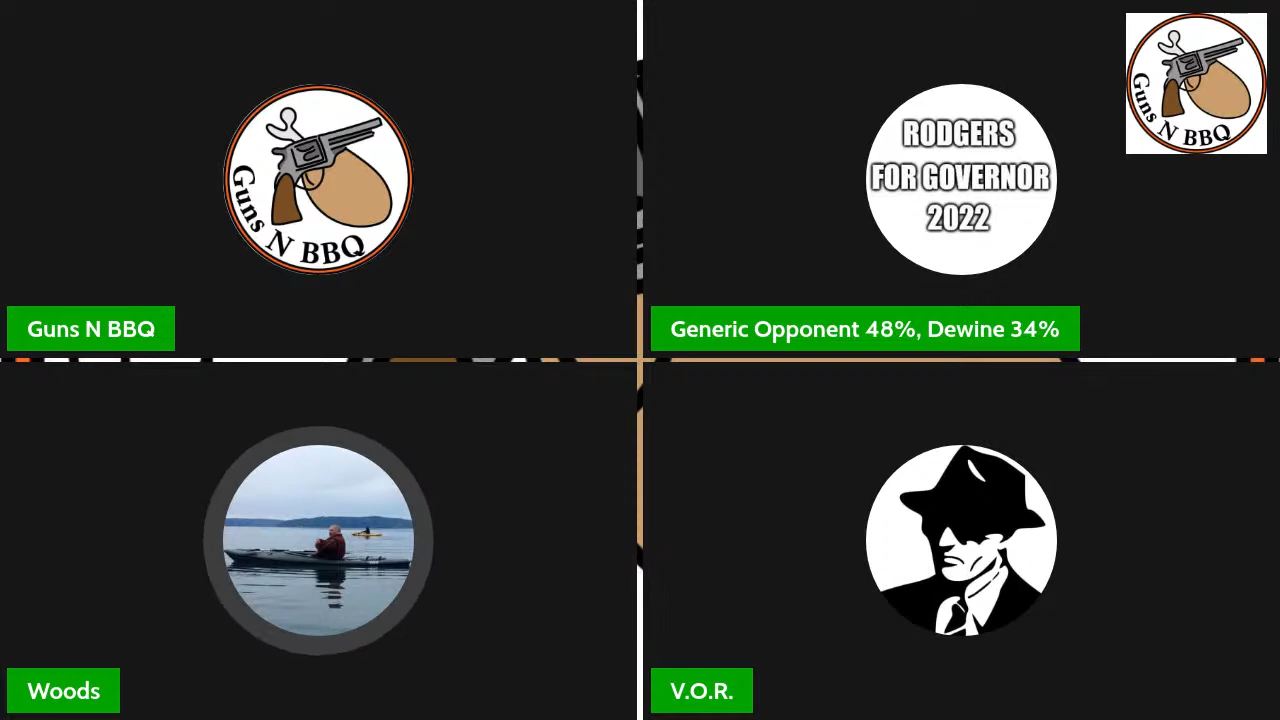 Guns N BBQ
Guns N BBQ
RODGERS
FOR GOVERNOR
2022
Guns N BBQ
Generic Opponent 48%, Dewine 34%
Woods
V.O.R.